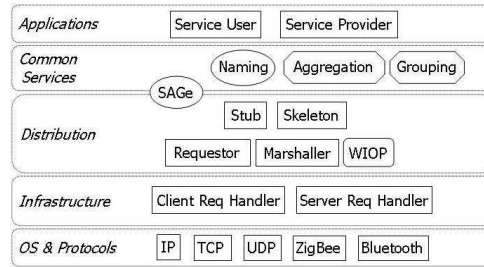 Applications
Service User
Service Provider
Common
Services
Naming
Aggregation
Grouping
SAGe
Distribution
Stub
Skeleton
Requestor
Marshaller
WIOP
Infrastructure
Client Req Handler
Server Req Handler
OS & Protocols
IP
TCP
UDP
ZigBee
Bluetooth